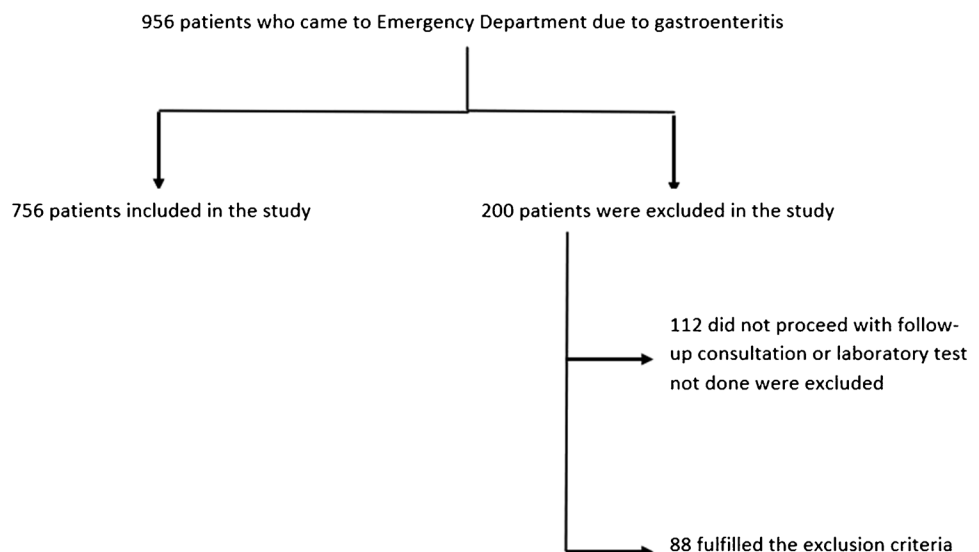 956 patients who came to Emergency Department due to gastroenteritis
756 patients included in the study
200 patients were excluded in the study
112 did not proceed with follow-
up consultation or laboratory test
not done were excluded
88 fulfilled the exclusion criteria